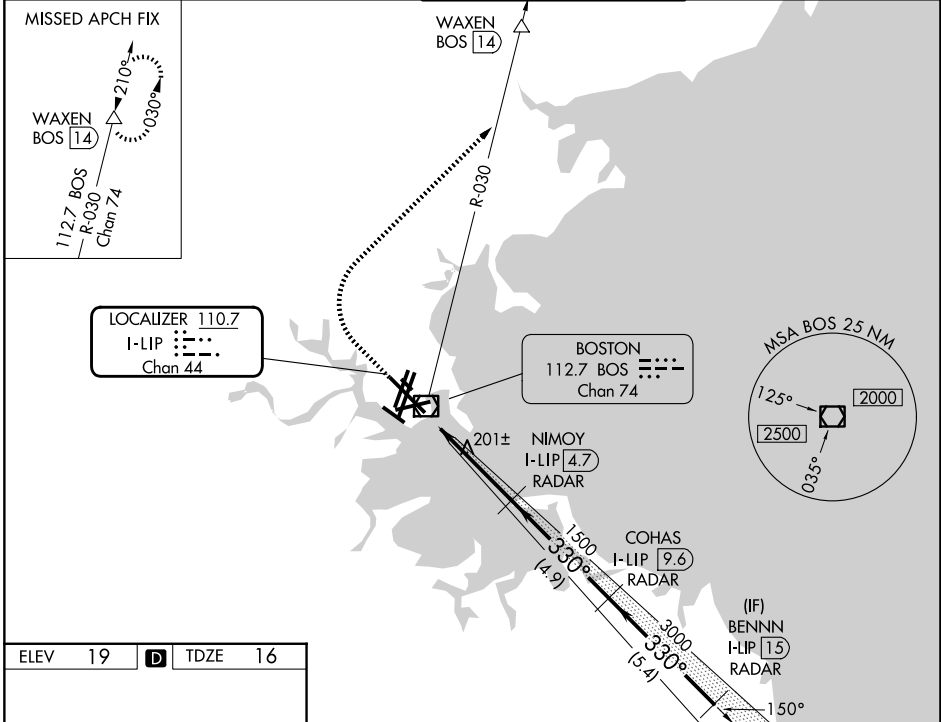 MISSED APCH FIX
210°
030°
WAXEN
BOS 14
112.7 BOS
R-030
Chan 74
WAXEN
BOS 14
R-030
LOCALIZER 110.7
I-LIP
Chan 44
BOSTON
112.7 BOS
Chan 74
MSA BOS 25 NM
125°
2000
2500
035°
201±
NIMOY
I-LIP 4.7
RADAR
1500
330°
(4.9)
COHAS
I-LIP 9.6
RADAR
3000
330°
(5.4)
(IF)
BENNN
I-LIP 15
RADAR
150°
ELEV 19 D TDZE 16